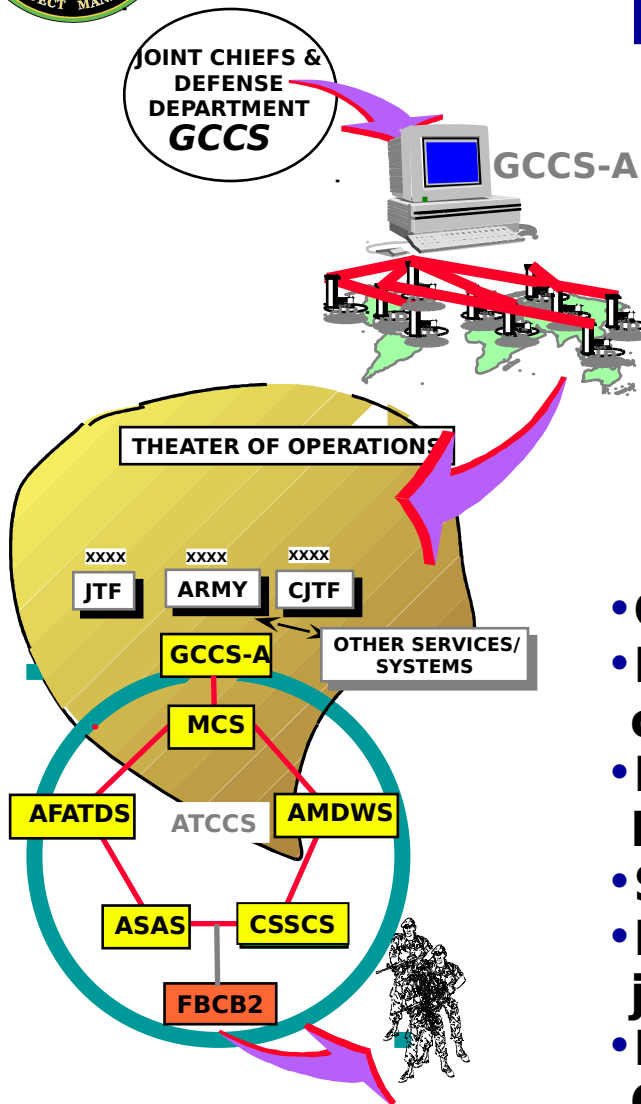 JOINT CHIEFS &
DEFENSE
DEPARTMENT
GCCS
GCCS-A
THEATER OF OPERATIONS
XXXX
XXXX
XXXX
JTF
ARMY
CJTF
OTHER SERVICES/
SYSTEMS
GCCS-A
MCS
AFATDS
ATCCS
AMDWS
ASAS
CSSCS
FBCB2